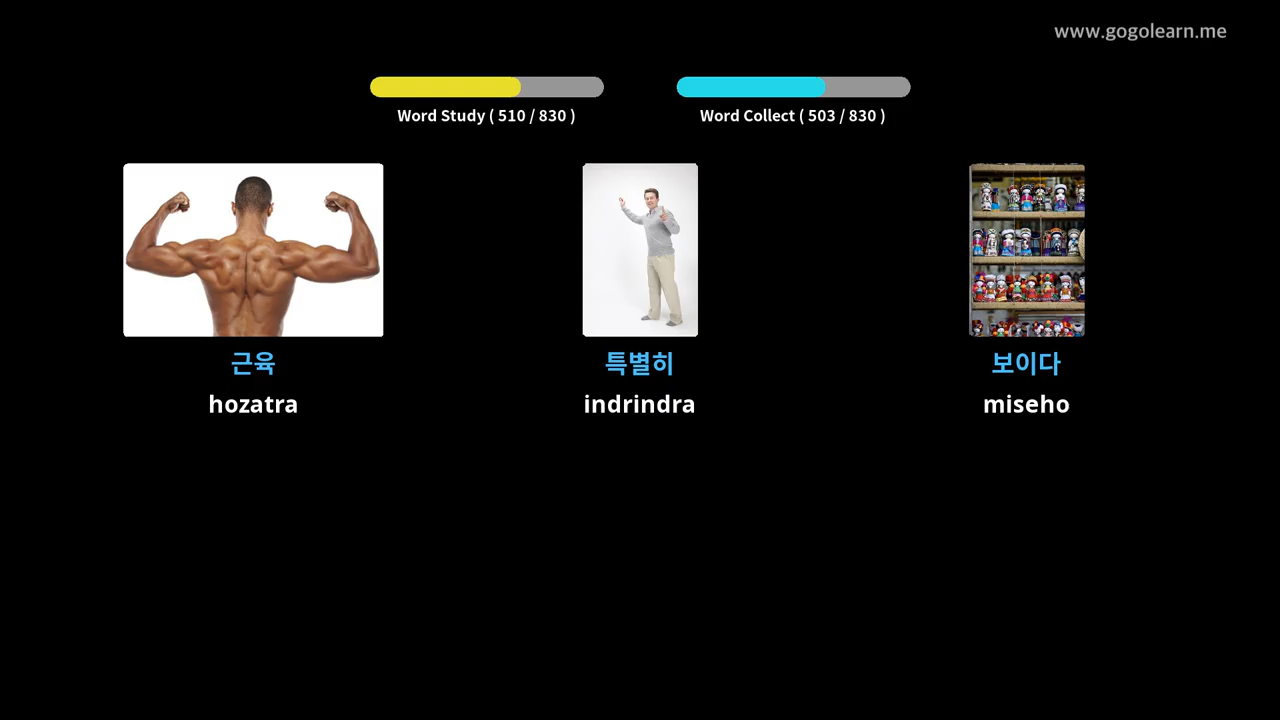 www.gogolearn.me
Word Study ( 510 / 830 )
Word Collect ( 503 / 830 )
근육
특별히
보이다
hozatra
indrindra
miseho